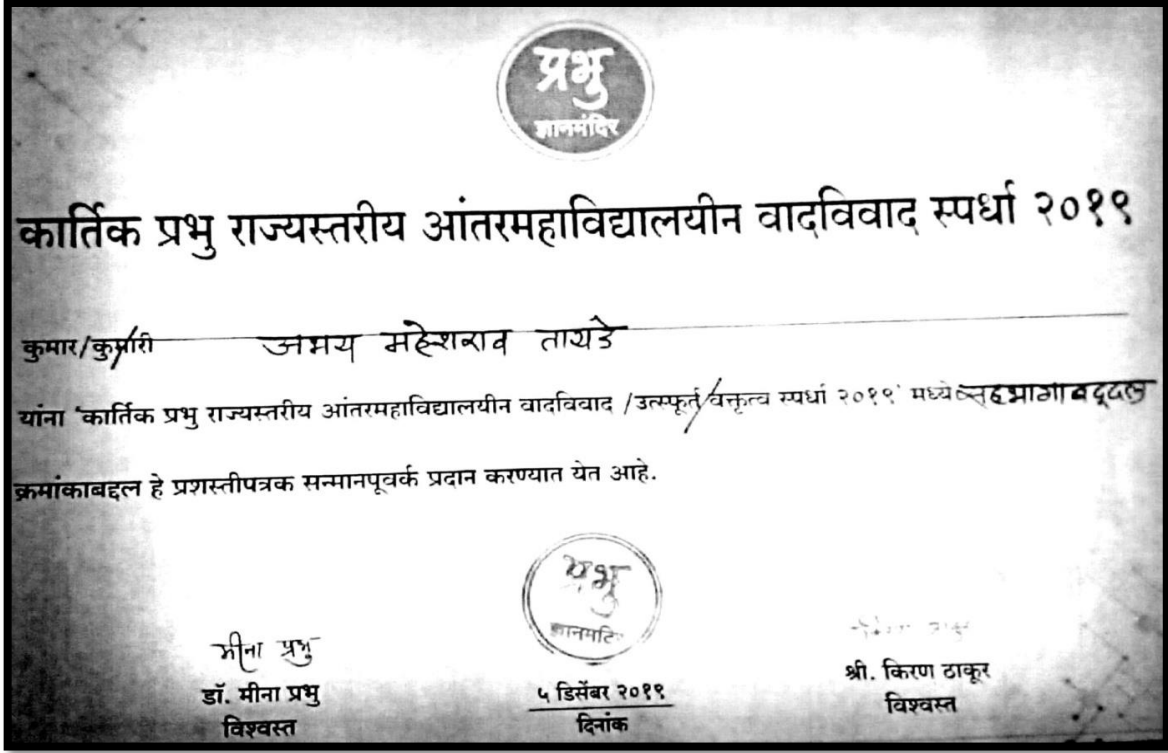 प्रभु
ज्ञानमंदिर
कार्तिक प्रभु राज्यस्तरीय आंतरमहाविद्यालयीन वादविवाद स्पर्धा २०१९
कुमार/कुमारी अभय महेशराव तायडे
यांना 'कार्तिक प्रभु राज्यस्तरीय आंतरमहाविद्यालयीन वादविवाद /उत्स्फूर्त/वक्तृत्व स्पर्धा २०१९' मध्ये सहभागाबद्दल
क्रमांकाबद्दल हे प्रशस्तीपत्रक सन्मानपूवर्क प्रदान करण्यात येत आहे.
प्रभु
ज्ञानमंदिर
मीना प्रभु
डॉ. मीना प्रभु
विश्वस्त
५ डिसेंबर २०१९
दिनांक
श्री. किरण ठाकूर
विश्वस्त